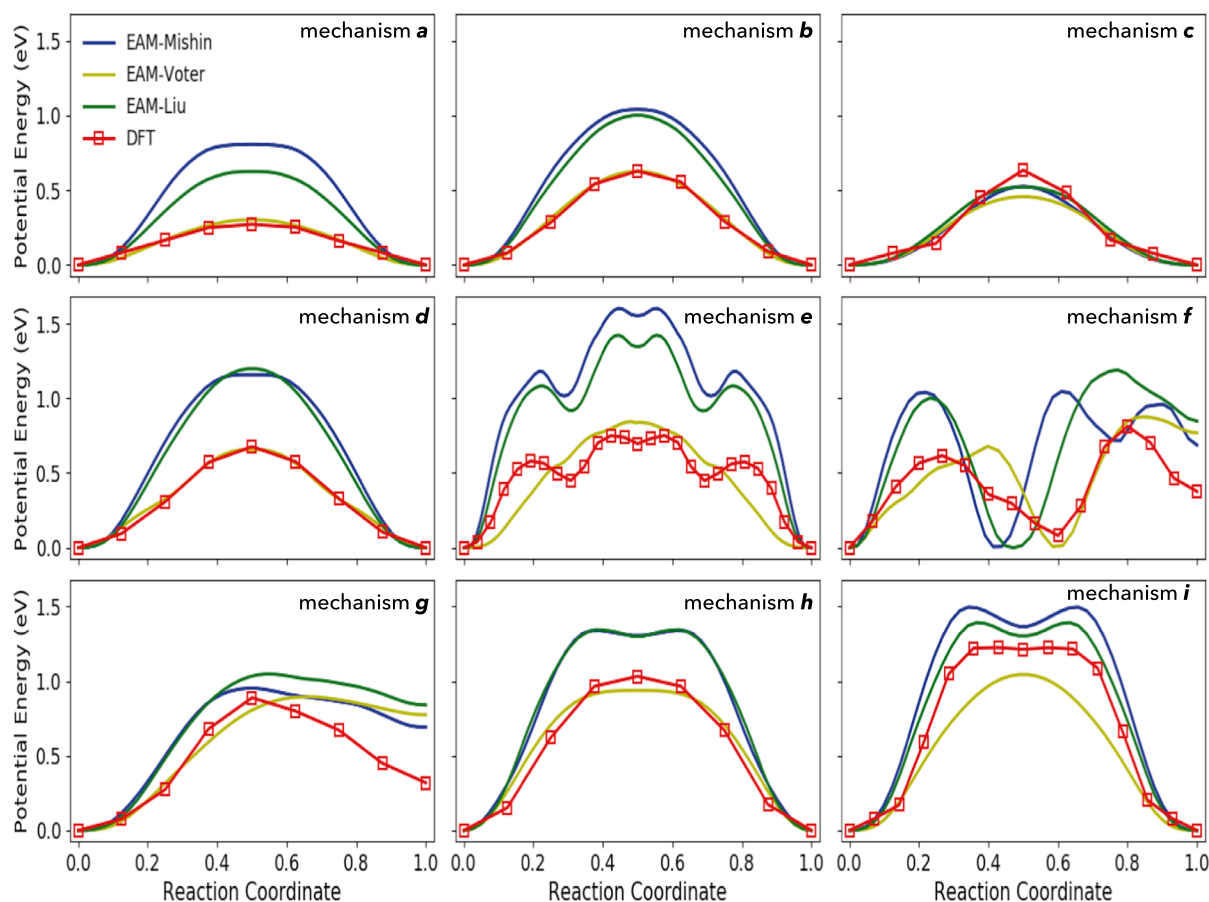 mechanism a
mechanism b
mechanism c
EAM-Mishin
EAM-Voter
EAM-Liu
DFT
Potential Energy (eV)
1.5
1.0
0.5
0.0
mechanism d
mechanism e
mechanism f
Potential Energy (eV)
1.5
1.0
0.5
0.0
mechanism g
mechanism h
mechanism i
Potential Energy (eV)
1.5
1.0
0.5
0.0
0.0 0.2 0.4 0.6 0.8 1.0
0.0 0.2 0.4 0.6 0.8 1.0
0.0 0.2 0.4 0.6 0.8 1.0
Reaction Coordinate
Reaction Coordinate
Reaction Coordinate